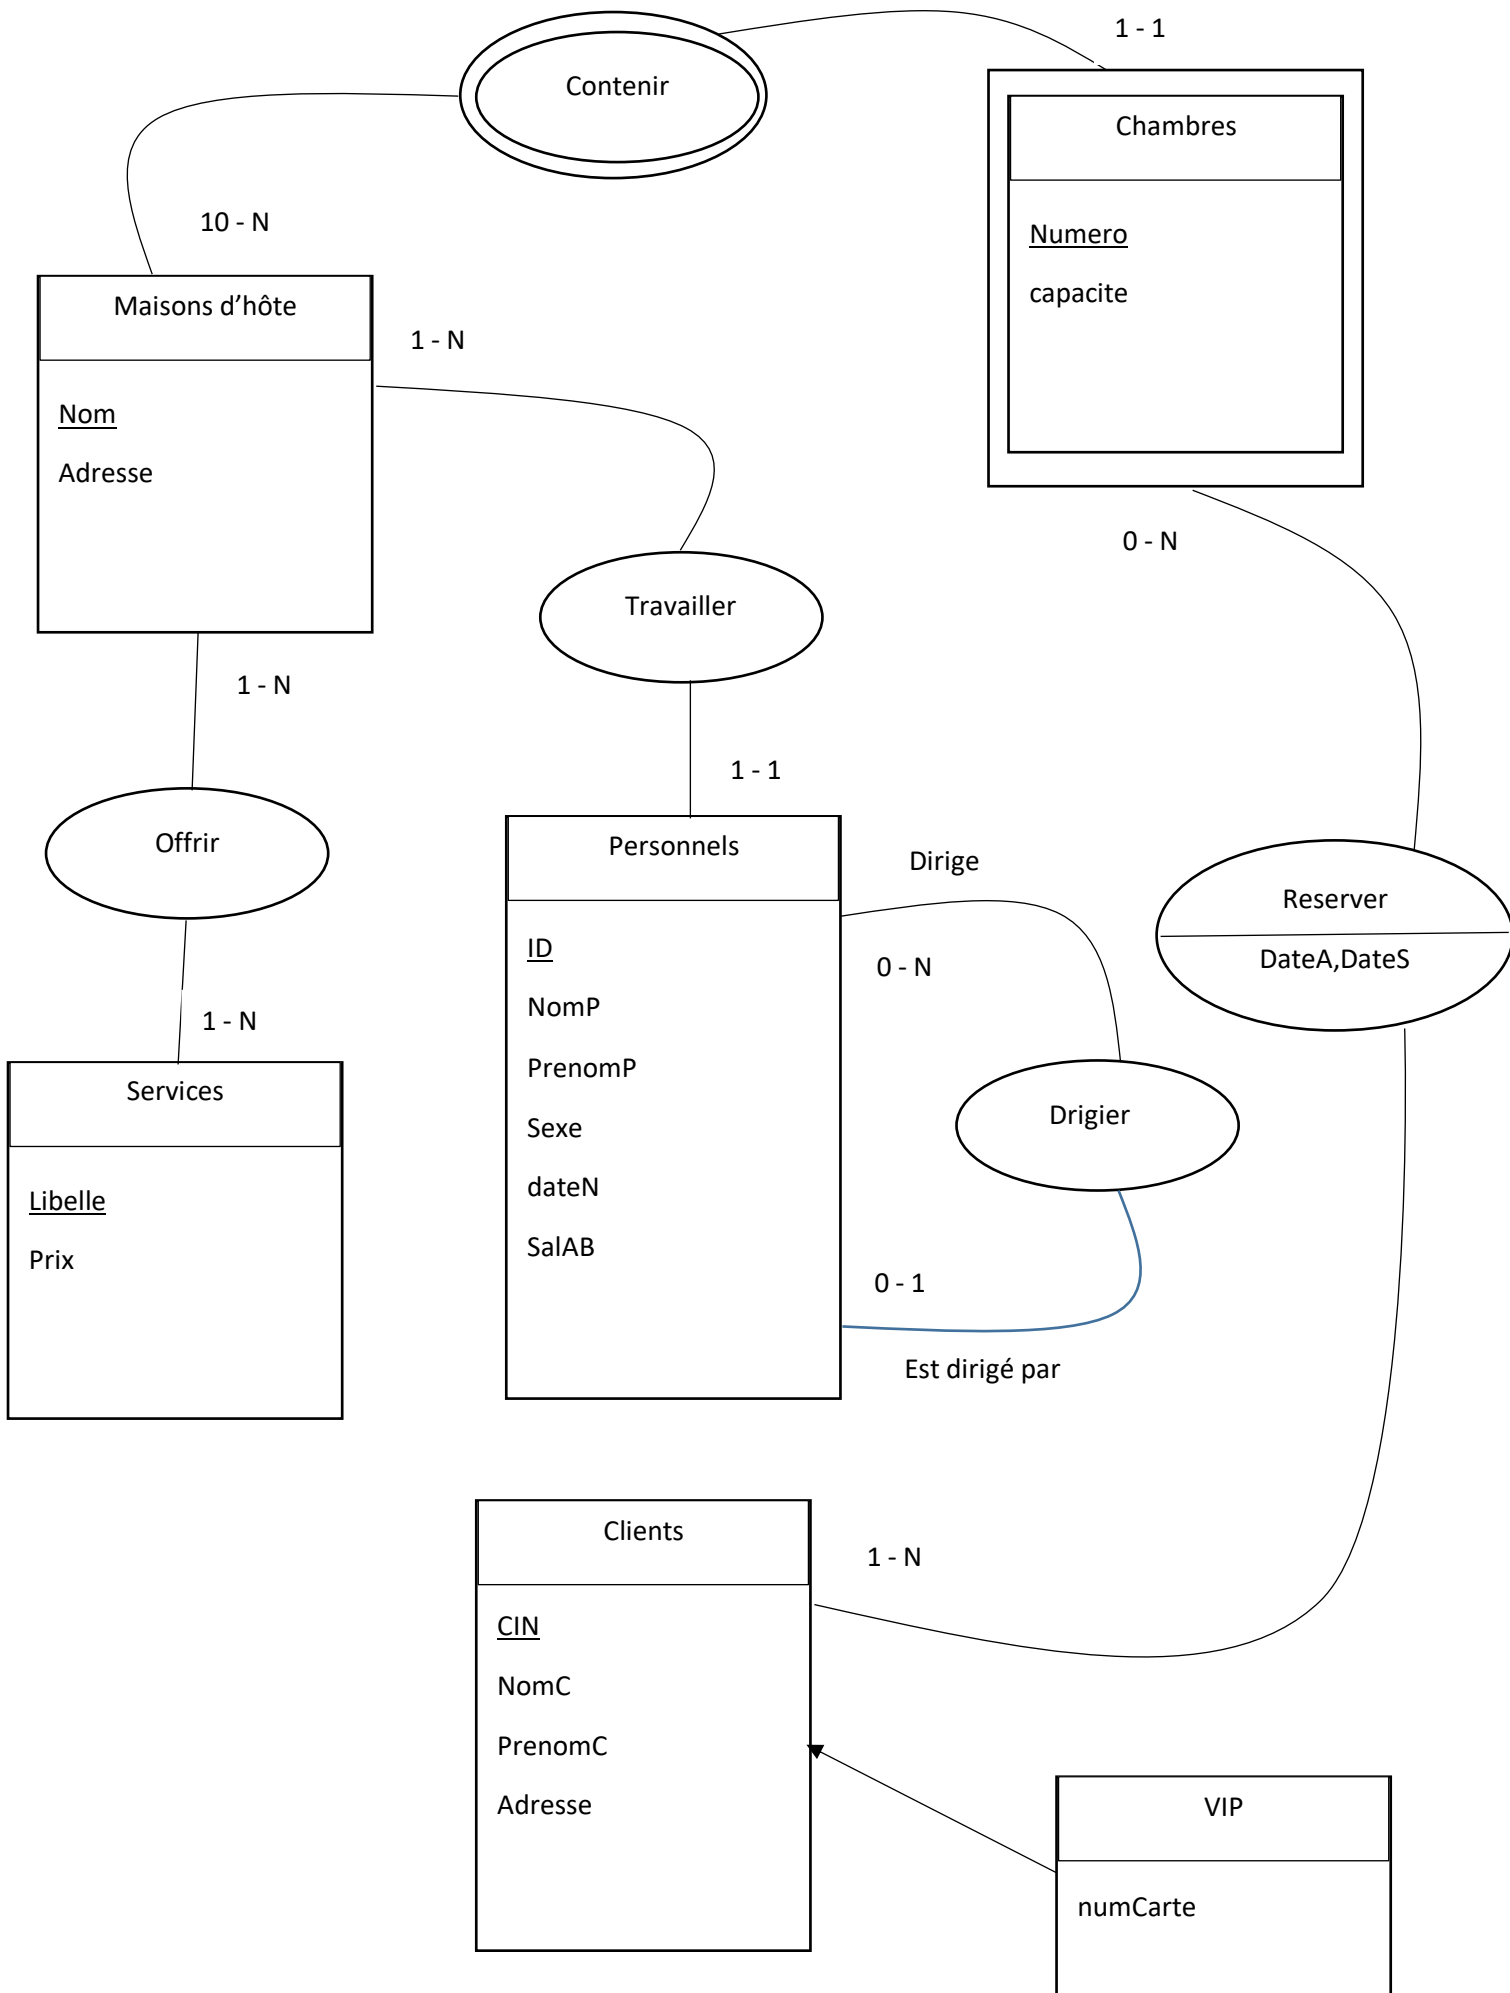 Contenir
1 - 1
Chambres
Numero
capacite
10 - N
Maisons d'hôte
Nom
Adresse
1 - N
0 - N
Travailler
1 - N
1 - 1
Offrir
Personnels
ID
NomP
PrenomP
Sexe
dateN
SalAB
Dirige
0 - N
Reserver
DateA,DateS
1 - N
Services
Libelle
Prix
Drigier
0 - 1
Est dirigé par
Clients
CIN
NomC
PrenomC
Adresse
1 - N
VIP
numCarte